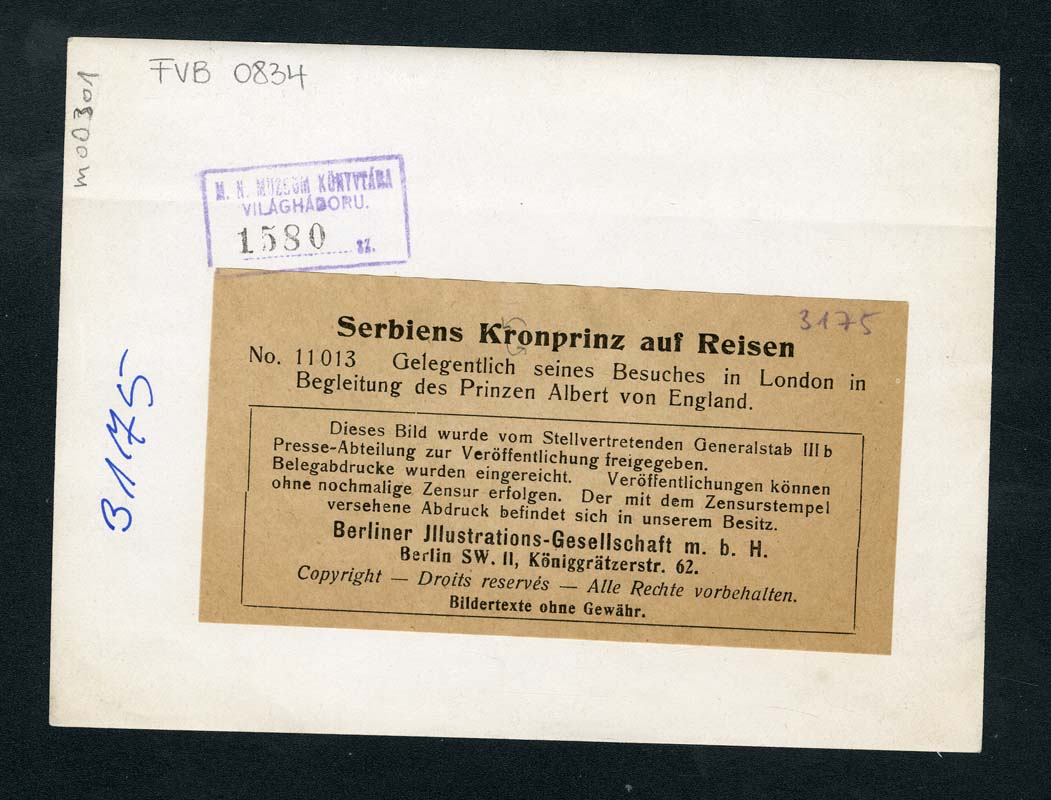 FVB 0834
m00301
M. N. MUZEUM KÖNYVTÁRA
VILÁGHÁBORU.
1580 sz.
3175
Serbiens Kronprinz auf Reisen
No. 11013 Gelegentlich seines Besuches in London in
Begleitung des Prinzen Albert von England.
Dieses Bild wurde vom Stellvertretenden Generalstab III b
Presse-Abteilung zur Veröffentlichung freigegeben.
Belegabdrucke wurden eingereicht. Veröffentlichungen können
ohne nochmalige Zensur erfolgen. Der mit dem Zensurstempel
versehene Abdruck befindet sich in unserem Besitz.
Berliner Jllustrations-Gesellschaft m. b. H.
Berlin SW. II, Königgrätzerstr. 62.
Copyright — Droits reservés — Alle Rechte vorbehalten.
Bildertexte ohne Gewähr.
3175